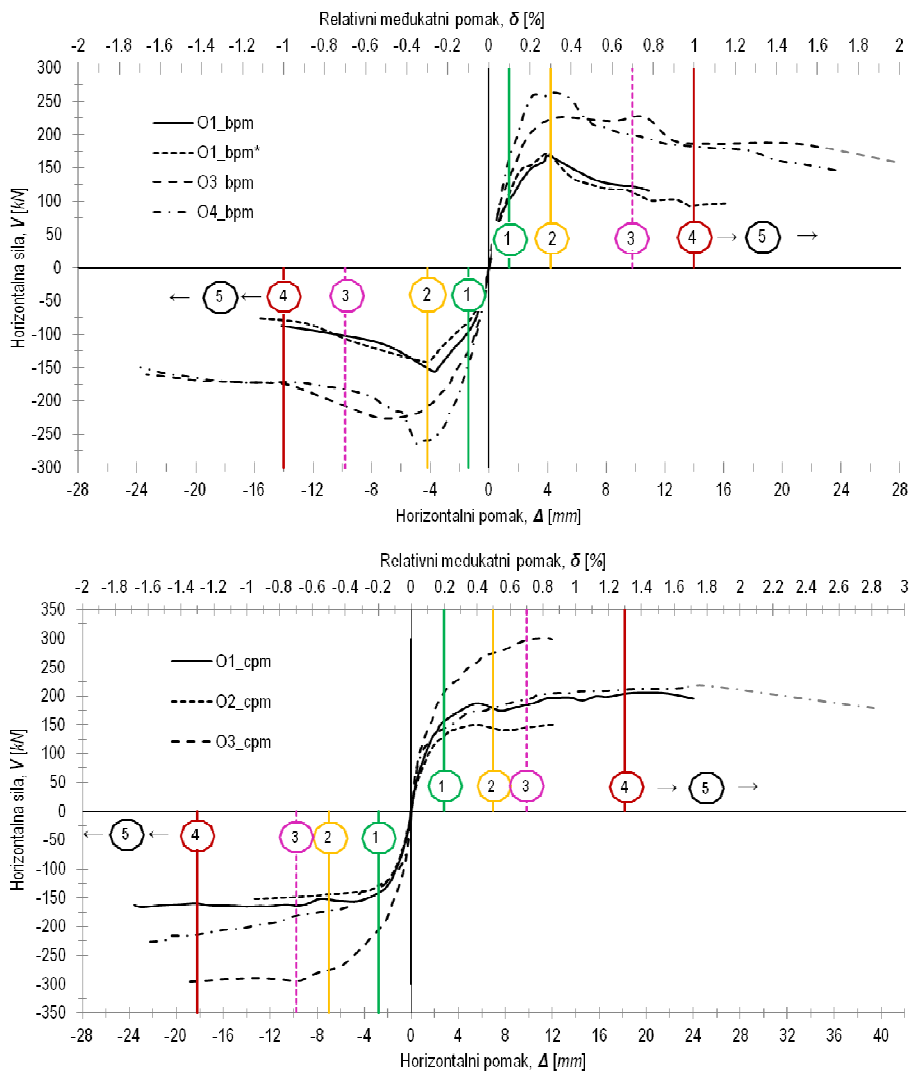 Relativni međukatni pomak, δ [%]
-2 -1.8 -1.6 -1.4 -1.2 -1 -0.8 -0.6 -0.4 -0.2 0 0.2 0.4 0.6 0.8 1 1.2 1.4 1.6 1.8 2
Horizontalna sila, V [kN]
300
250
200
150
100
50
0
-50
-100
-150
-200
-250
-300
O1_bpm
O1_bpm*
O3_bpm
O4_bpm
1 2 3 4 → 5 →
← 5 ← 4 3 2 1
-28 -24 -20 -16 -12 -8 -4 0 4 8 12 16 20 24 28
Horizontalni pomak, Δ [mm]
Relativni međukatni pomak, δ [%]
-2 -1.8 -1.6 -1.4 -1.2 -1 -0.8 -0.6 -0.4 -0.2 0 0.2 0.4 0.6 0.8 1 1.2 1.4 1.6 1.8 2 2.2 2.4 2.6 2.8 3
Horizontalna sila, V [kN]
350
300
250
200
150
100
50
0
-50
-100
-150
-200
-250
-300
-350
O1_cpm
O2_cpm
O3_cpm
1 2 3 4 → 5 →
← 5 ← 4 3 2 1
-28 -24 -20 -16 -12 -8 -4 0 4 8 12 16 20 24 28 32 36 40
Horizontalni pomak, Δ [mm]